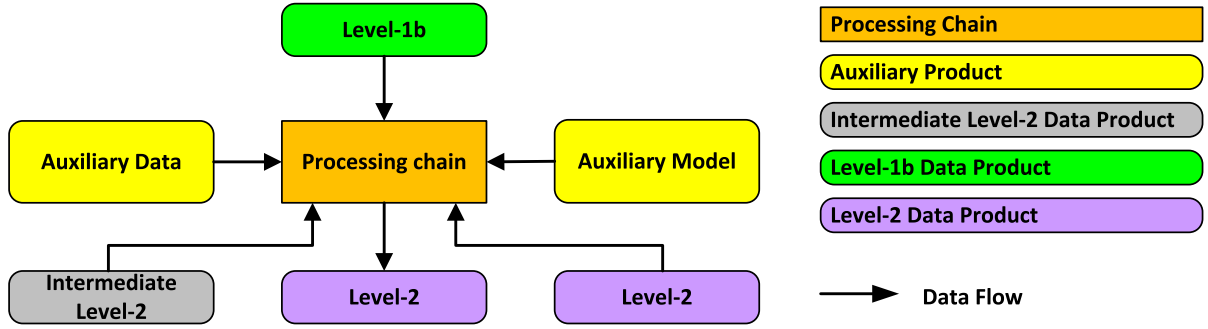 Level-1b
Auxiliary Data
Processing chain
Auxiliary Model
Intermediate
Level-2
Level-2
Level-2
Processing Chain
Auxiliary Product
Intermediate Level-2 Data Product
Level-1b Data Product
Level-2 Data Product
Data Flow